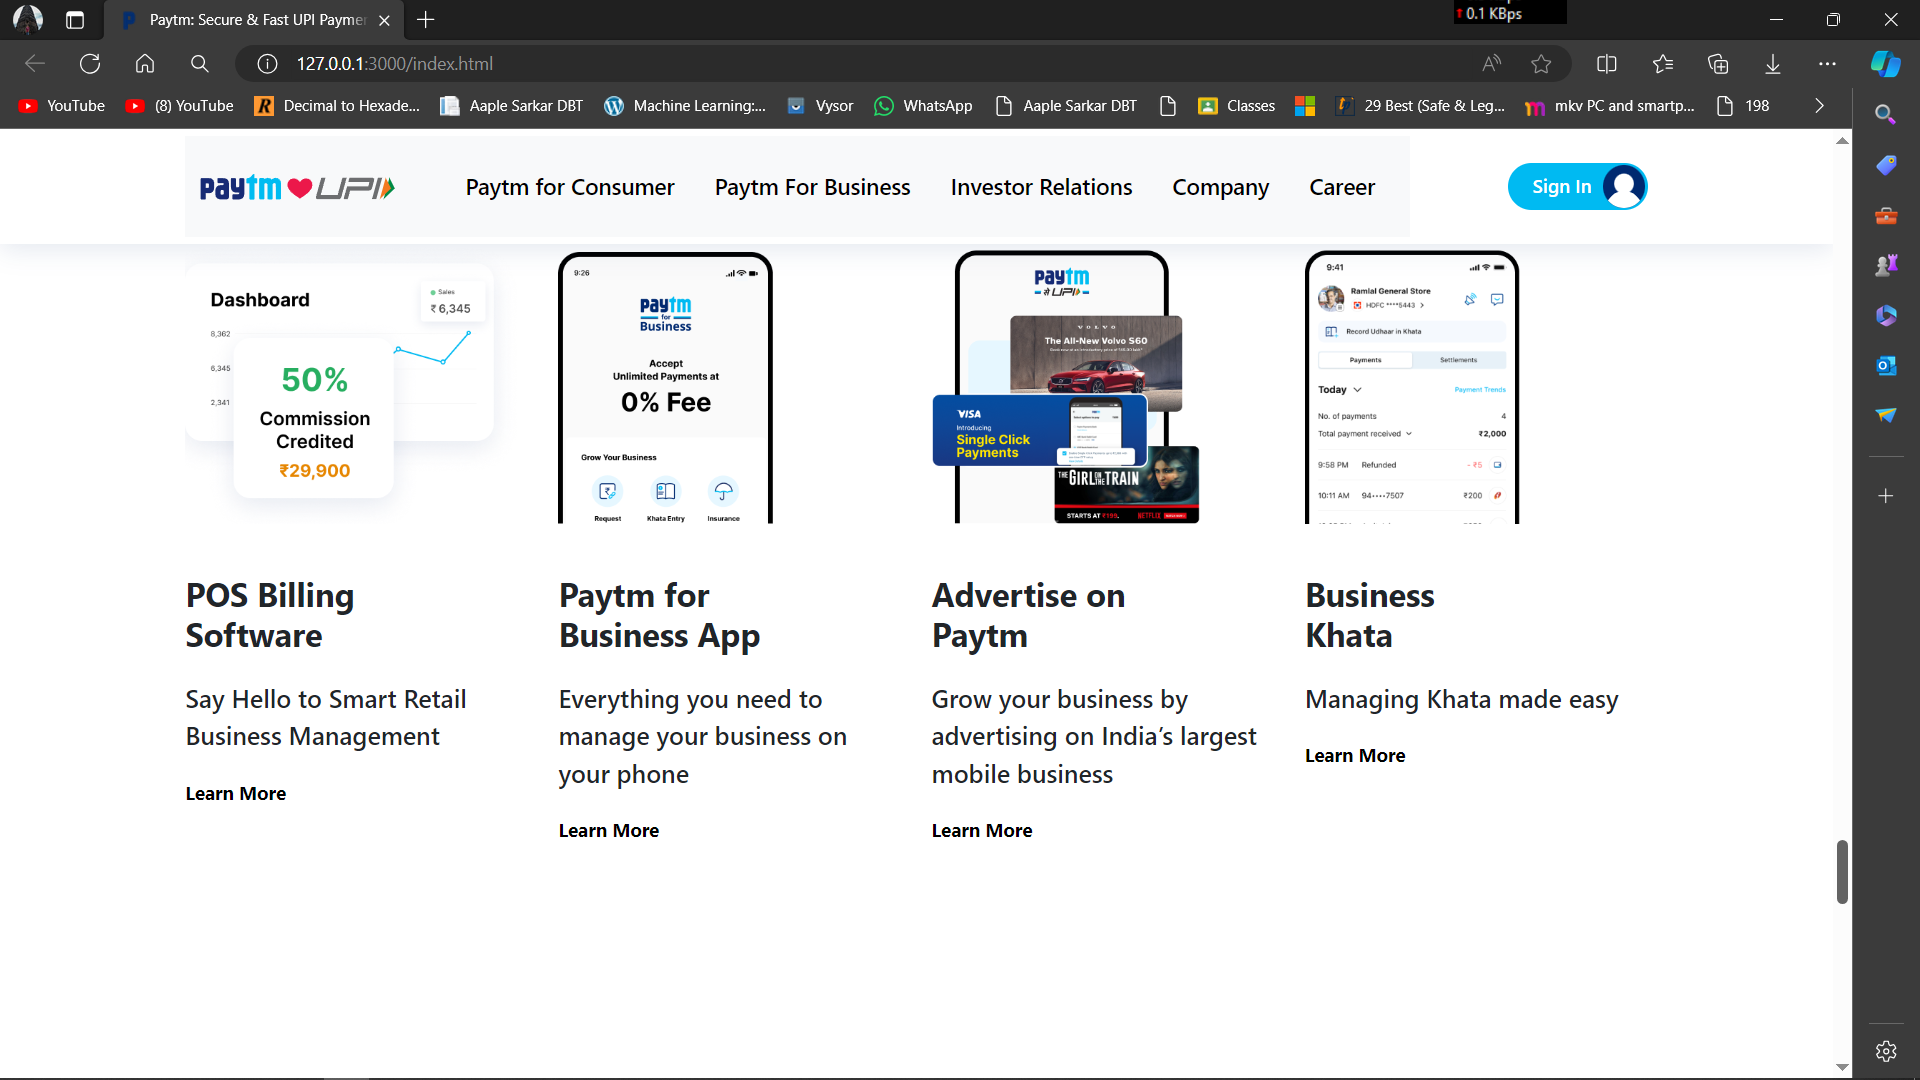 Paytm: Secure & Fast UPI Payme
0.1 KBps
127.0.0.1:3000/index.html
YouTube
(8) YouTube
Decimal to Hexade...
Aaple Sarkar DBT
Machine Learning:...
Vysor
WhatsApp
Aaple Sarkar DBT
Classes
29 Best (Safe & Leg...
mkv PC and smartp...
198
paytm UPI
Paytm for Consumer
Paytm For Business
Investor Relations
Company
Career
Sign In
Dashboard
Sales
₹6,345
8,362
6,345
2,341
50%
Commission
Credited
₹29,900
9:26
paytm
for
Business
Accept
Unlimited Payments at
0% Fee
Grow Your Business
Request
Khata Entry
Insurance
paytm
से UPI
VOLVO
The All-New Volvo S60
VISA
Introducing
Single Click
Payments
THE GIRL ON THE TRAIN
STARTS AT ₹199.
NETFLIX
9:41
Ramlal General Store
HDFC ****5443
Record Udhaar in Khata
Payments
Settlements
Today
Payment Trends
No. of payments
4
Total payment received
₹2,000
9:58 PM
Refunded
- ₹5
10:11 AM
94••••7507
₹200
POS Billing
Software
Say Hello to Smart Retail
Business Management
Learn More
Paytm for
Business App
Everything you need to
manage your business on
your phone
Learn More
Advertise on
Paytm
Grow your business by
advertising on India’s largest
mobile business
Learn More
Business
Khata
Managing Khata made easy
Learn More